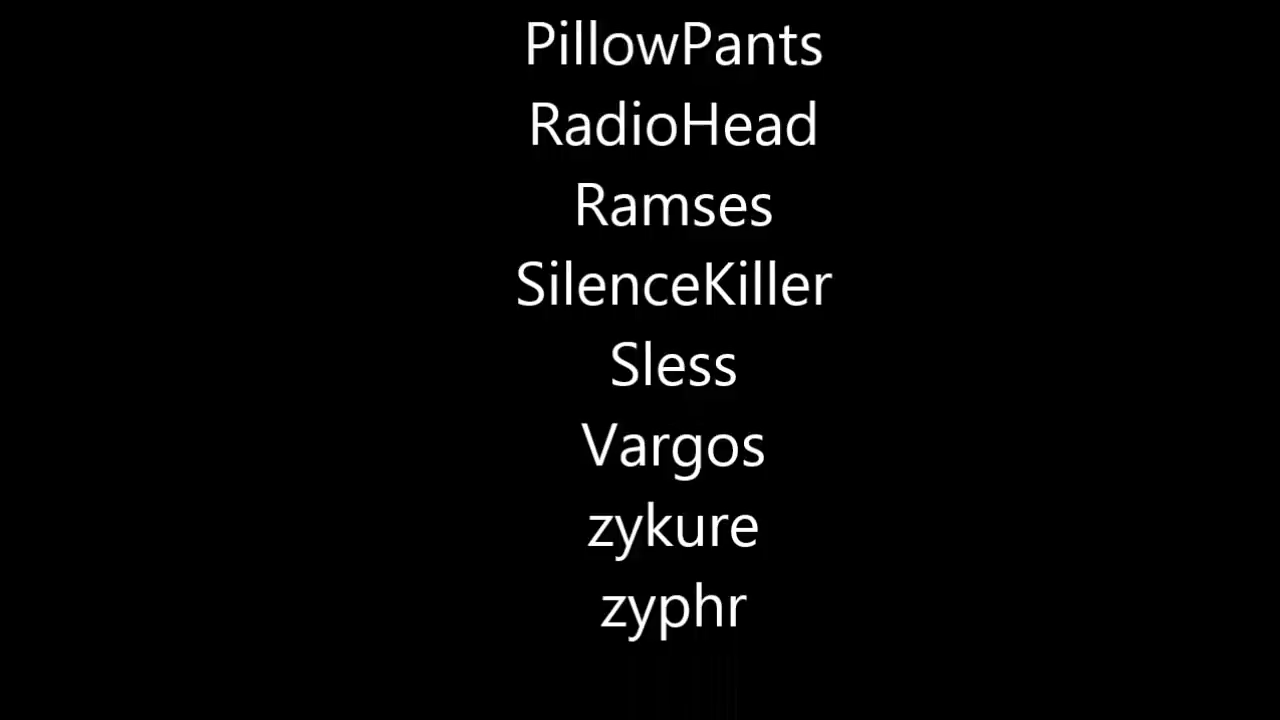 PillowPants
RadioHead
Ramses
SilenceKiller
Sless
Vargos
zykure
zyphr